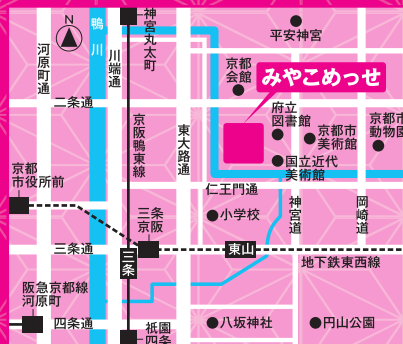 N
鴨川
神宮丸太町
平安神宮
河原町通
川端通
京都
会館
みやこめっせ
二条通
京阪鴨東線
東大路通
府立
図書館
京都市
美術館
京都市
動物園
国立近代
美術館
京都
市役所前
仁王門通
三条
京阪
小学校
神宮道
岡崎道
三条通
三条
東山
地下鉄東西線
阪急京都線
河原町
四条通
祇園
四条
八坂神社
円山公園